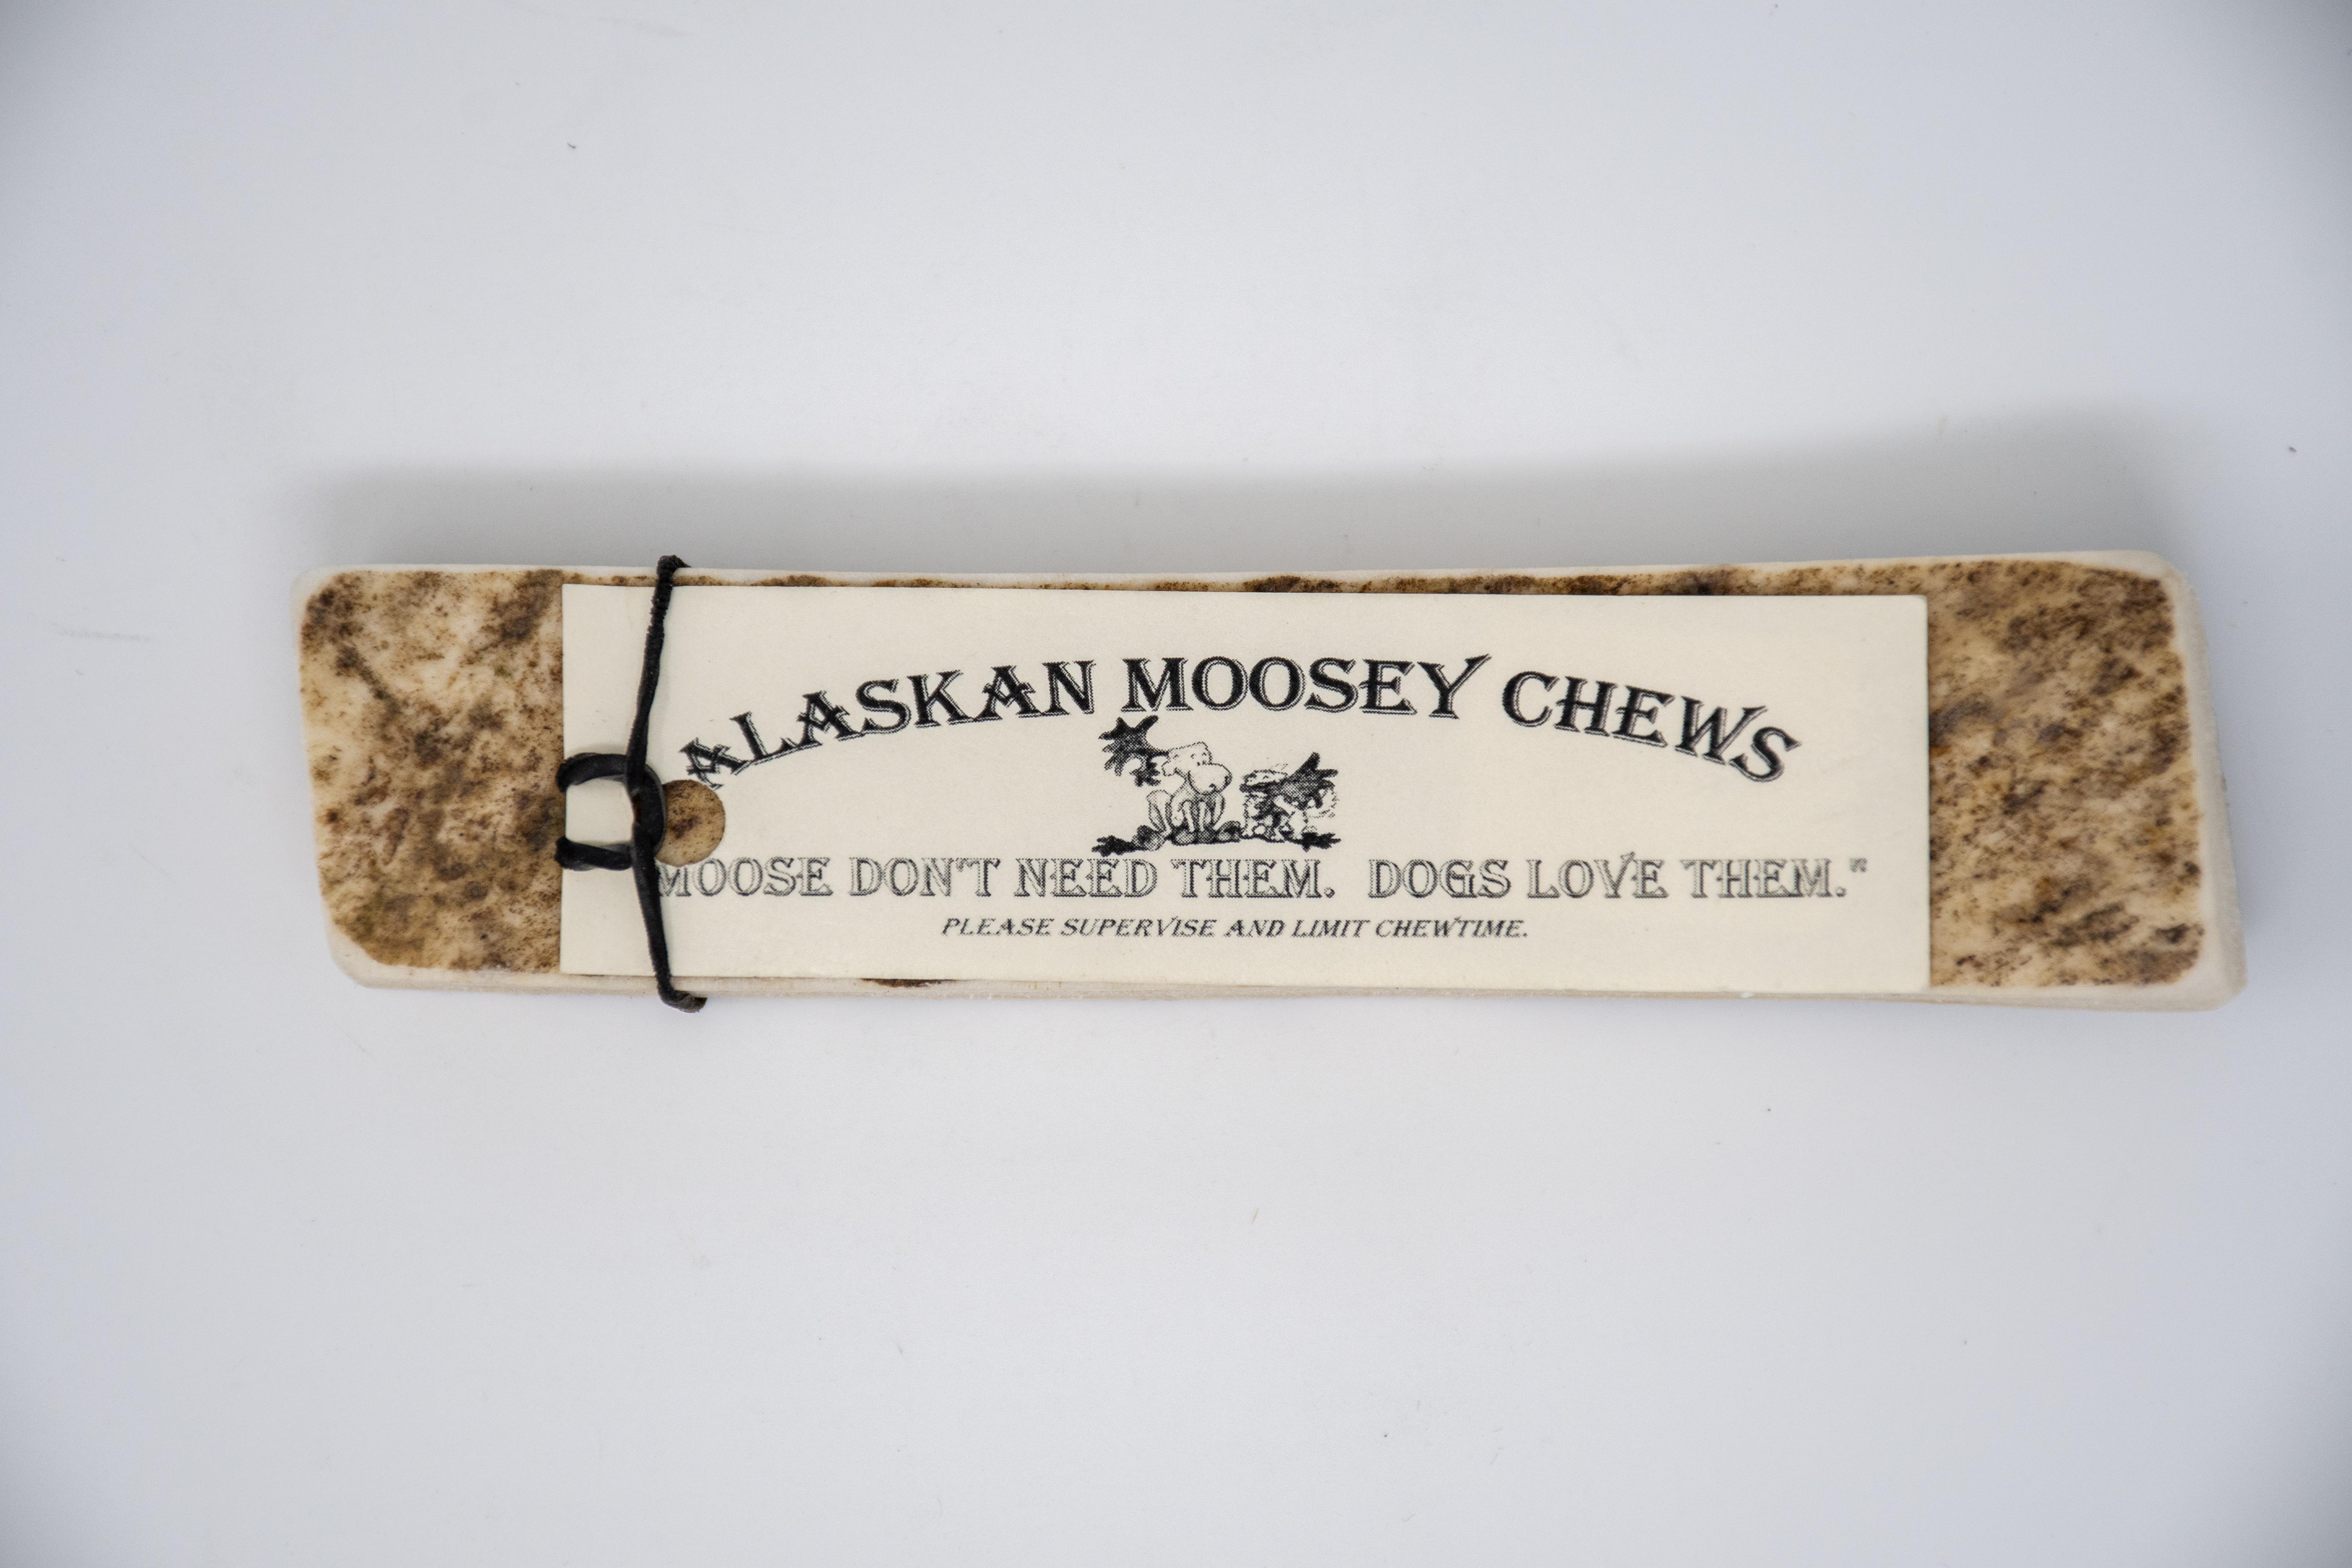 ALASKAN MOOSEY CHEWS
MOOSE DON'T NEED THEM. DOGS LOVE THEM."
PLEASE SUPERVISE AND LIMIT CHEWTIME.